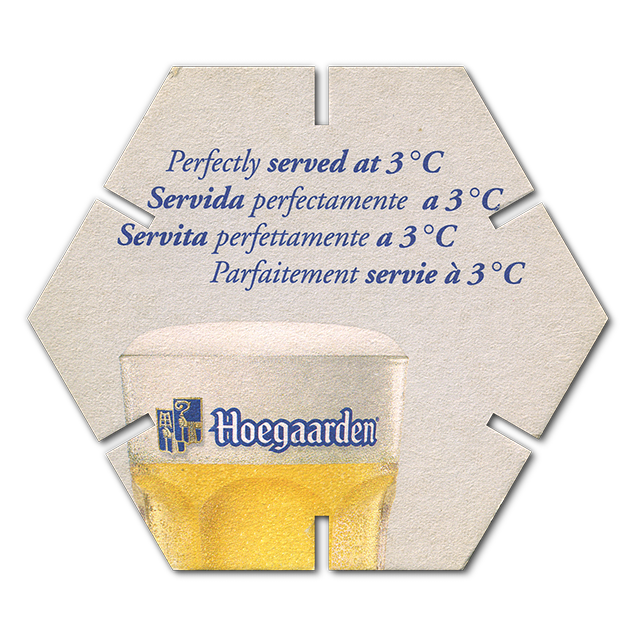 Perfectly served at 3°C
Servida perfectamente a 3°C
Servita perfettamente a 3°C
Parfaitement servie à 3°C
Hoegaarden